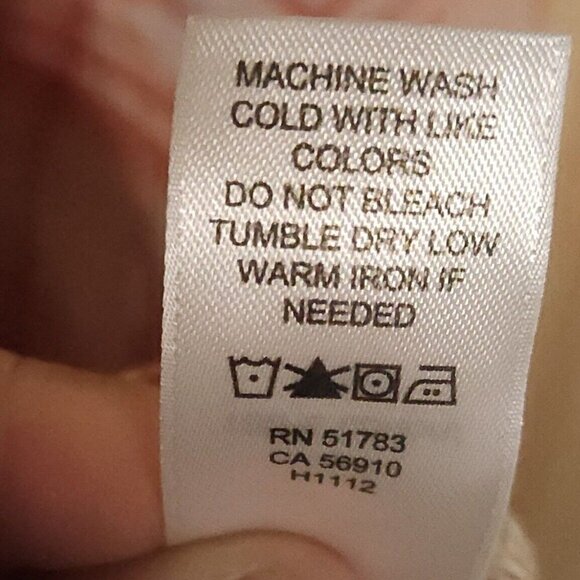 MACHINE WASH
COLD WITH LIKE
COLORS
DO NOT BLEACH
TUMBLE DRY LOW
WARM IRON IF
NEEDED
RN 51783
CA 56910
H1112